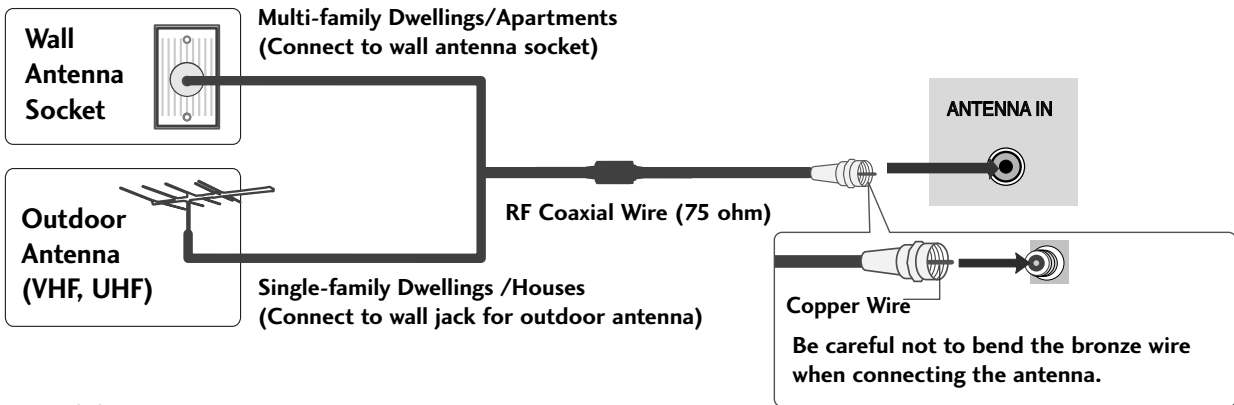 Wall
Antenna
Socket
Multi-family Dwellings/Apartments
(Connect to wall antenna socket)
ANTENNA IN
Outdoor
Antenna
(VHF, UHF)
RF Coaxial Wire (75 ohm)
Single-family Dwellings /Houses
(Connect to wall jack for outdoor antenna)
Copper Wire
Be careful not to bend the bronze wire
when connecting the antenna.